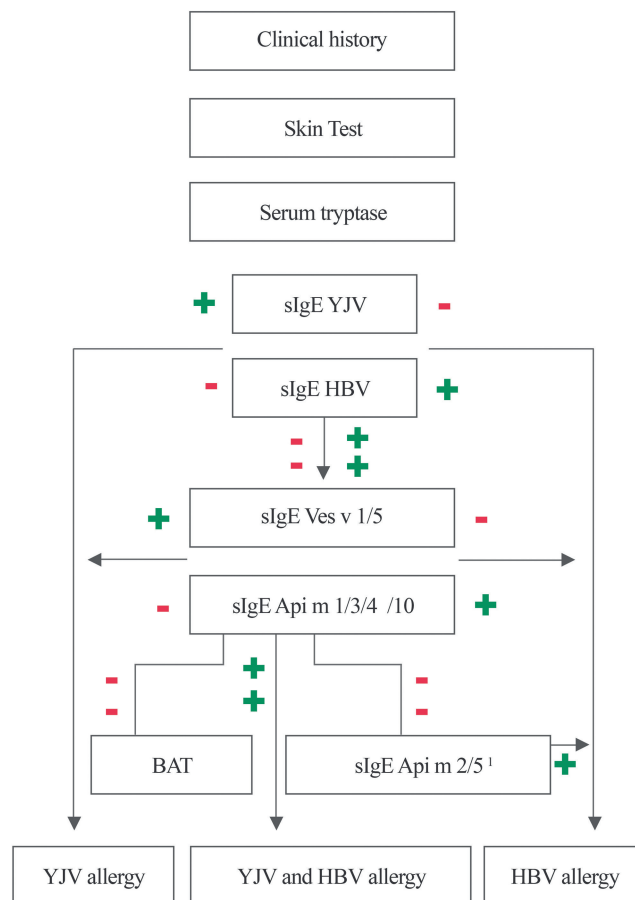 Clinical history
Skin Test
Serum tryptase
+ sIgE YJV -
- sIgE HBV +
- +
- +
+ sIgE Ves v 1/5 -
- sIgE Api m 1/3/4 /10 +
- + -
- + -
BAT
sIgE Api m 2/5 ¹ +
YJV allergy
YJV and HBV allergy
HBV allergy